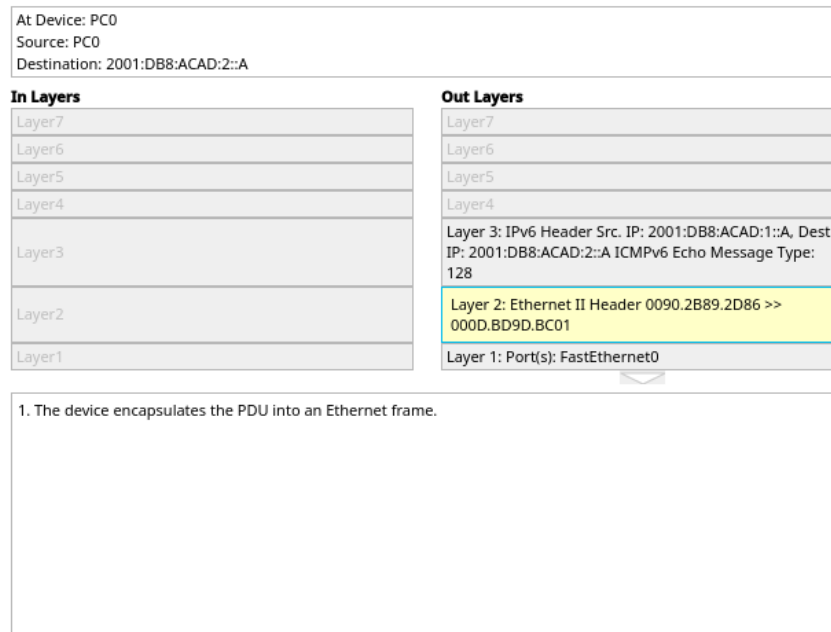 At Device: PC0
Source: PC0
Destination: 2001:DB8:ACAD:2::A
In Layers
Layer7
Layer6
Layer5
Layer4
Layer3
Layer2
Layer1
Out Layers
Layer7
Layer6
Layer5
Layer4
Layer 3: IPv6 Header Src. IP: 2001:DB8:ACAD:1::A, Dest
IP: 2001:DB8:ACAD:2::A ICMPv6 Echo Message Type:
128
Layer 2: Ethernet II Header 0090.2B89.2D86 >>
000D.BD9D.BC01
Layer 1: Port(s): FastEthernet0
1. The device encapsulates the PDU into an Ethernet frame.